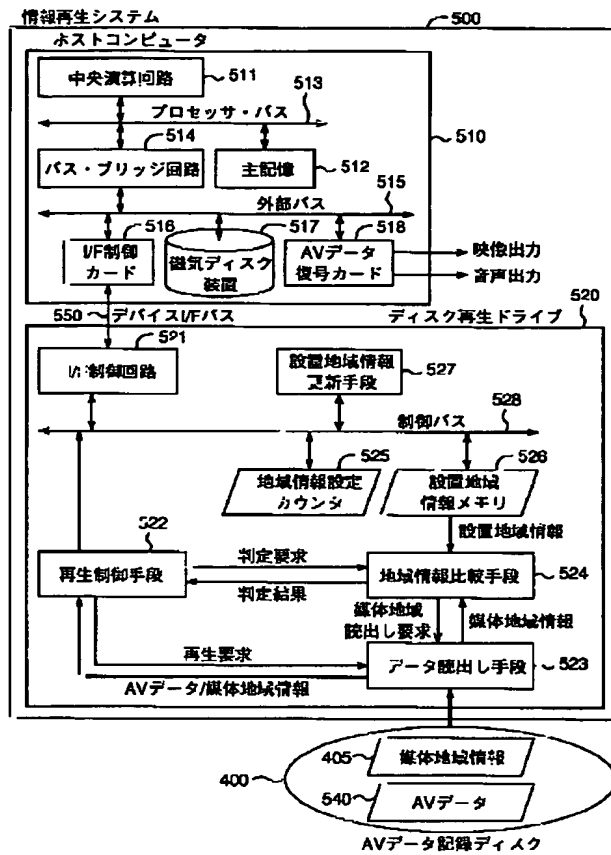 情報再生システム
500
ホストコンピュータ
中央演算回路
511
プロセッサ・バス
513
510
514
バス・ブリッジ回路
主記憶
512
外部バス
515
516
I/F制御
カード
517
磁気ディスク
装置
518
AVデータ
復号カード
映像出力
音声出力
550
デバイスI/Fバス
520
ディスク再生ドライブ
521
I/F制御回路
設置地域情報
更新手段
527
制御バス
528
525
地域情報設定
カウンタ
526
設置地域
情報メモリ
設置地域情報
522
再生制御手段
判定要求
判定結果
地域情報比較手段
524
媒体地域
読出し要求
媒体地域情報
再生要求
データ読出し手段
523
AVデータ/媒体地域情報
400
405
媒体地域情報
540
AVデータ
AVデータ記録ディスク